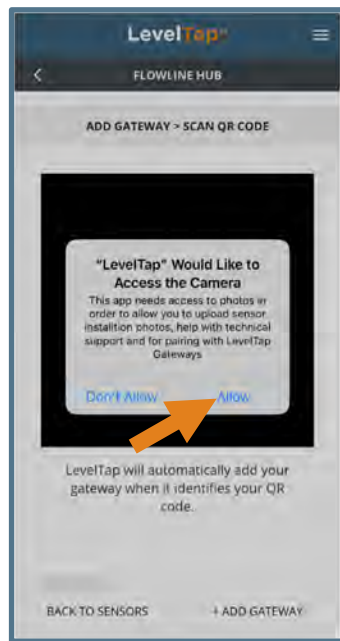 LevelTap
FLOWLINE HUB
ADD GATEWAY > SCAN QR CODE
"LevelTap" Would Like to
Access the Camera
This app needs access to photos in
order to allow you to upload sensor
installtion photos, help with technical
support and for pairing with LevelTap
Gateways
Don't Allow Allow
LevelTap will automatically add your
gateway when it identifies your QR
code.
BACK TO SENSORS + ADD GATEWAY